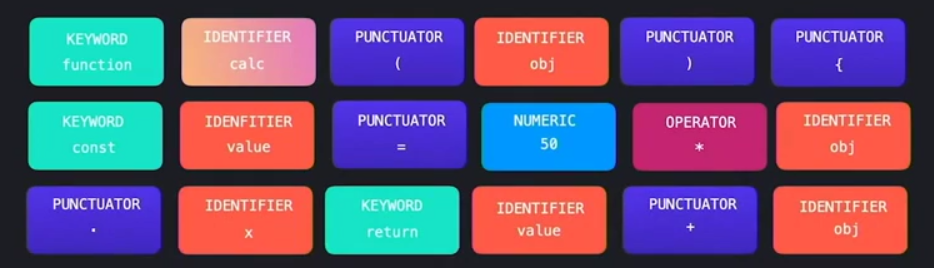 KEYWORD IDENTIFIER PUNCTUATOR IDENTIFIER PUNCTUATOR PUNCTUATOR
function calc ( obj ) {
KEYWORD IDENFITIER PUNCTUATOR NUMERIC OPERATOR IDENTIFIER
const value = 50 * obj
PUNCTUATOR IDENTIFIER KEYWORD IDENTIFIER PUNCTUATOR IDENTIFIER
. x return value + obj